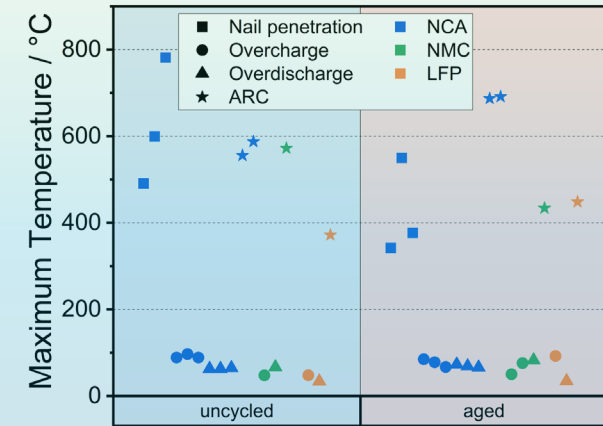 Maximum Temperature / °C
800
600
400
200
0
Nail penetration
Overcharge
Overdischarge
ARC
NCA
NMC
LFP
uncycled
aged